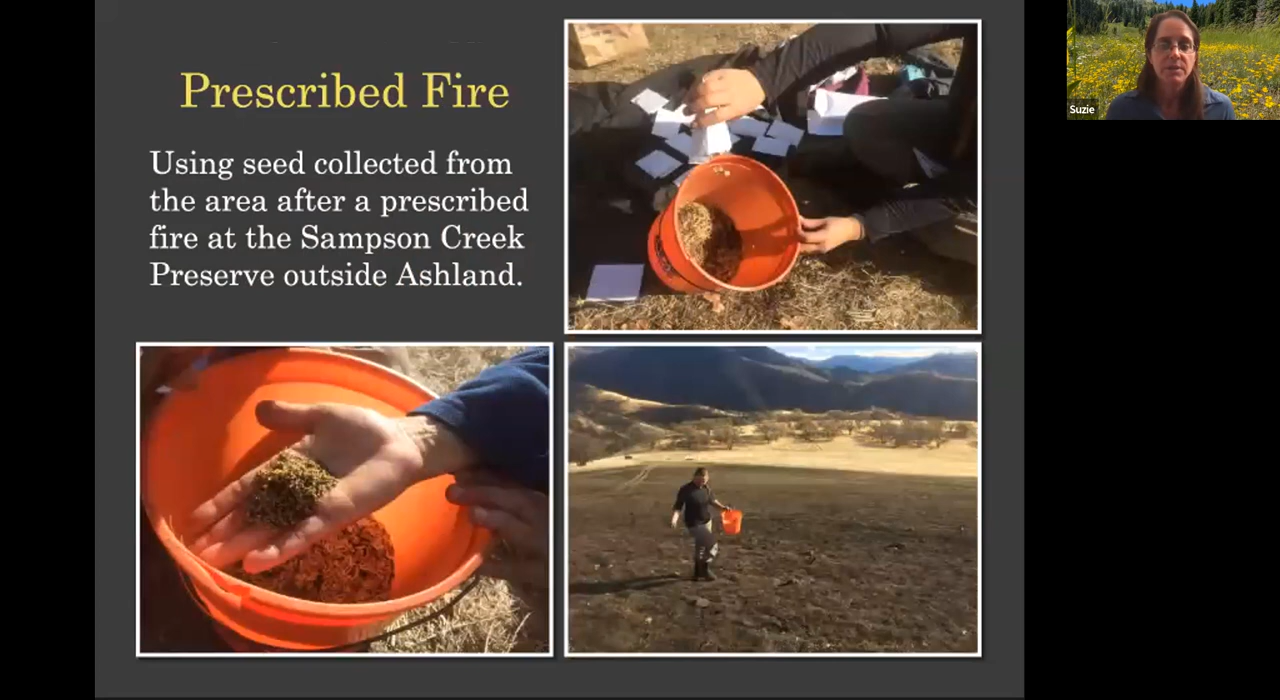 Prescribed Fire
Using seed collected from
the area after a prescribed
fire at the Sampson Creek
Preserve outside Ashland.
Suzie